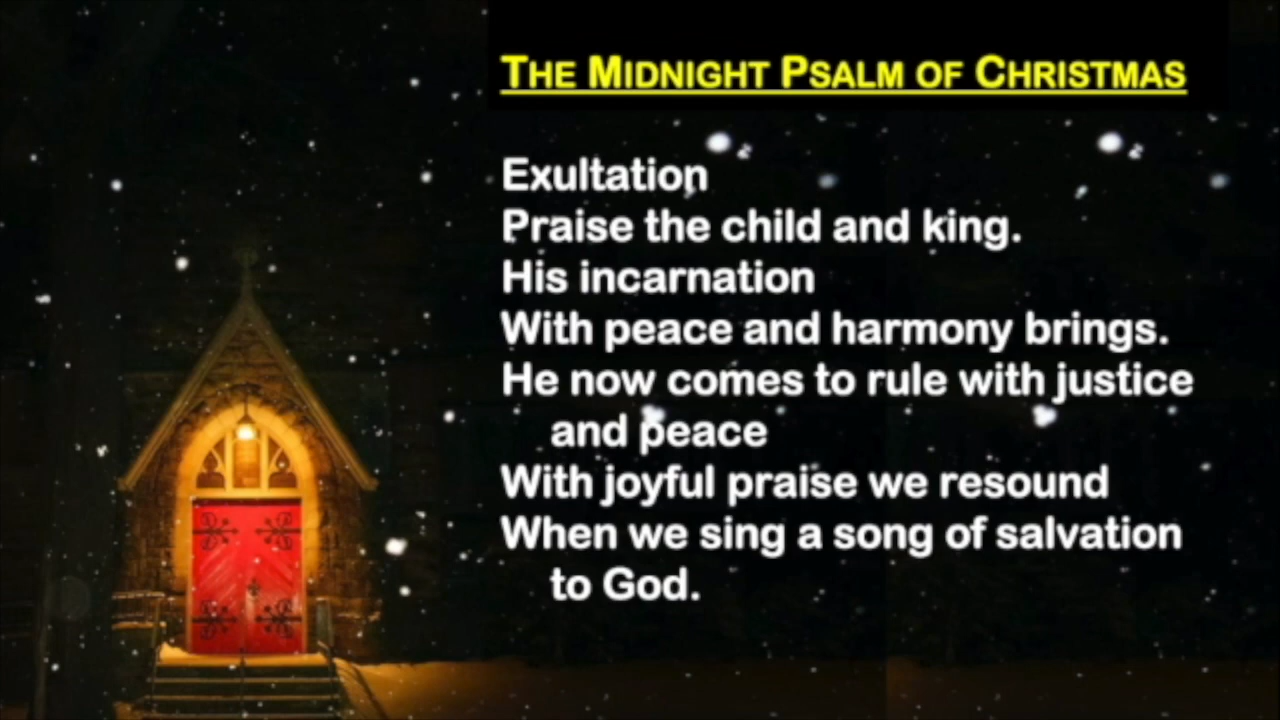 THE MIDNIGHT PSALM OF CHRISTMAS
Exultation
Praise the child and king.
His incarnation
With peace and harmony brings.
He now comes to rule with justice
and peace
With joyful praise we resound
When we sing a song of salvation
to God.